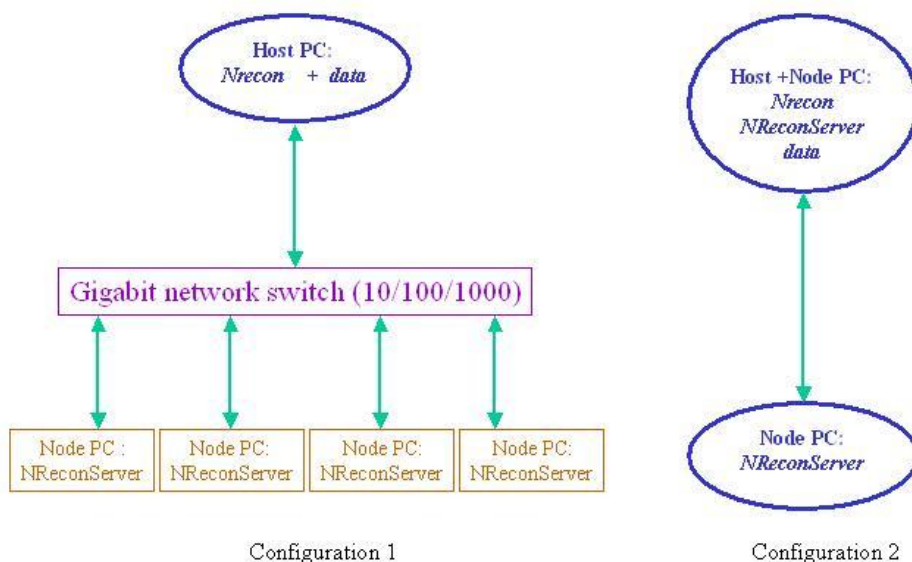 Host PC:
Nrecon + data
Gigabit network switch (10/100/1000)
Node PC :
NReconServer
Node PC:
NReconServer
Node PC:
NReconServer
Node PC:
NReconServer
Configuration 1
Host +Node PC:
Nrecon
NReconServer
data
Node PC:
NReconServer
Configuration 2